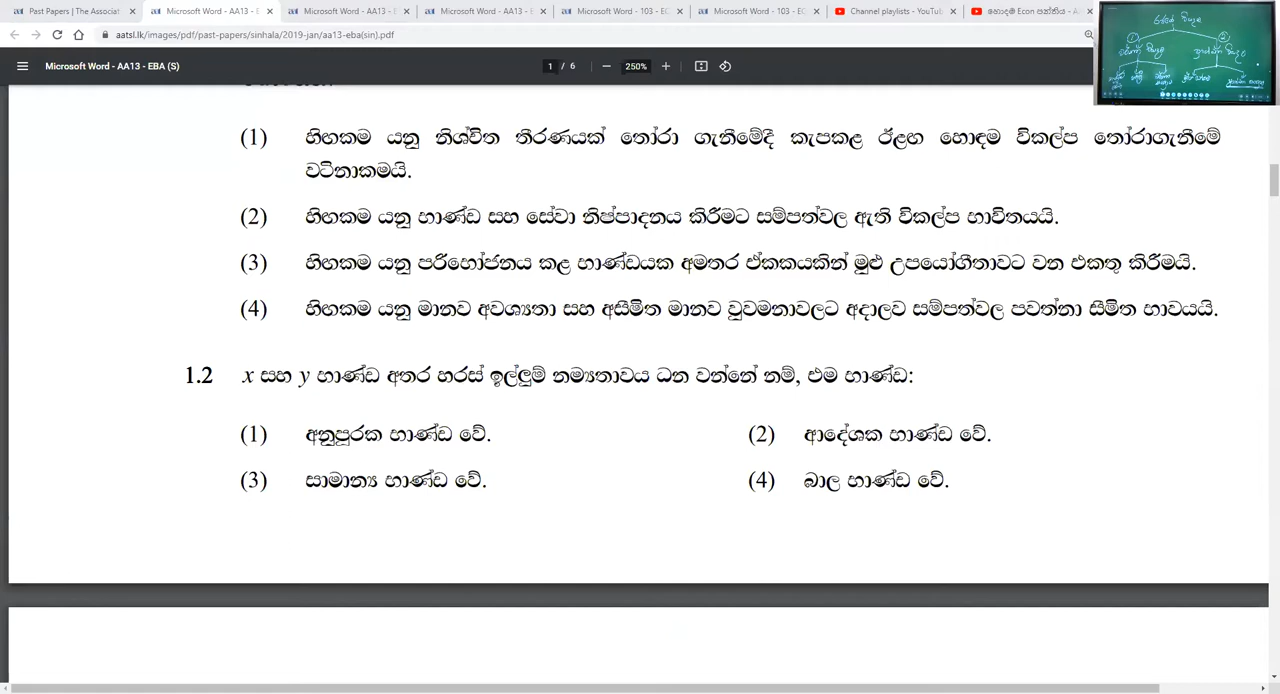 Past Papers | The Associat
Microsoft Word - AA13 - E
Microsoft Word - AA13 - E
Microsoft Word - AA13 - E
Microsoft Word - 103 - EC
Microsoft Word - 103 - EC
Channel playlists - YouTub
හොඳම Econ පන්තිය - A
aatsl.lk/images/pdf/past-papers/sinhala/2019-jan/aa13-eba(sin).pdf
Microsoft Word - AA13 - EBA (S)
1 / 6
250%
(1) හිඟකම යනු නිශ්චිත තීරණයක් තෝරා ගැනීමේදී කැපකළ ඊළඟ හොඳම විකල්ප තෝරාගැනීමේ
වටිනාකමයි.
(2) හිඟකම යනු භාණ්ඩ සහ සේවා නිෂ්පාදනය කිරීමට සම්පත්වල ඇති විකල්ප භාවිතයයි.
(3) හිඟකම යනු පරිභෝජනය කළ භාණ්ඩයක අමතර ඒකකයකින් මුළු උපයෝගීතාවට වන එකතු කිරීමයි.
(4) හිඟකම යනු මානව අවශ්‍යතා සහ අසීමිත මානව වුවමනාවලට අදාලව සම්පත්වල පවත්නා සීමිත භාවයයි.
1.2 x සහ y භාණ්ඩ අතර හරස් ඉල්ලුම් නම්‍යතාවය ධන වන්නේ නම්, එම භාණ්ඩ:
(1) අනුපූරක භාණ්ඩ වේ. (2) ආදේශක භාණ්ඩ වේ.
(3) සාමාන්‍ය භාණ්ඩ වේ. (4) බාල භාණ්ඩ වේ.